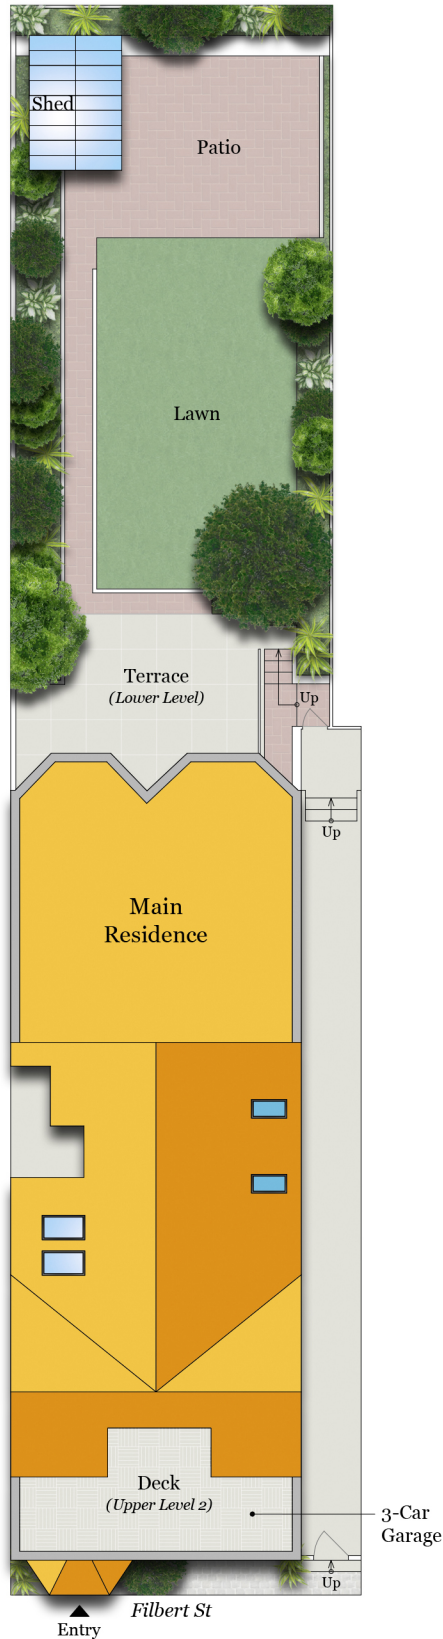 Shed
Patio
Lawn
Terrace
(Lower Level)
Up
Up
Main
Residence
Deck
(Upper Level 2)
3-Car
Garage
Up
Filbert St
Entry